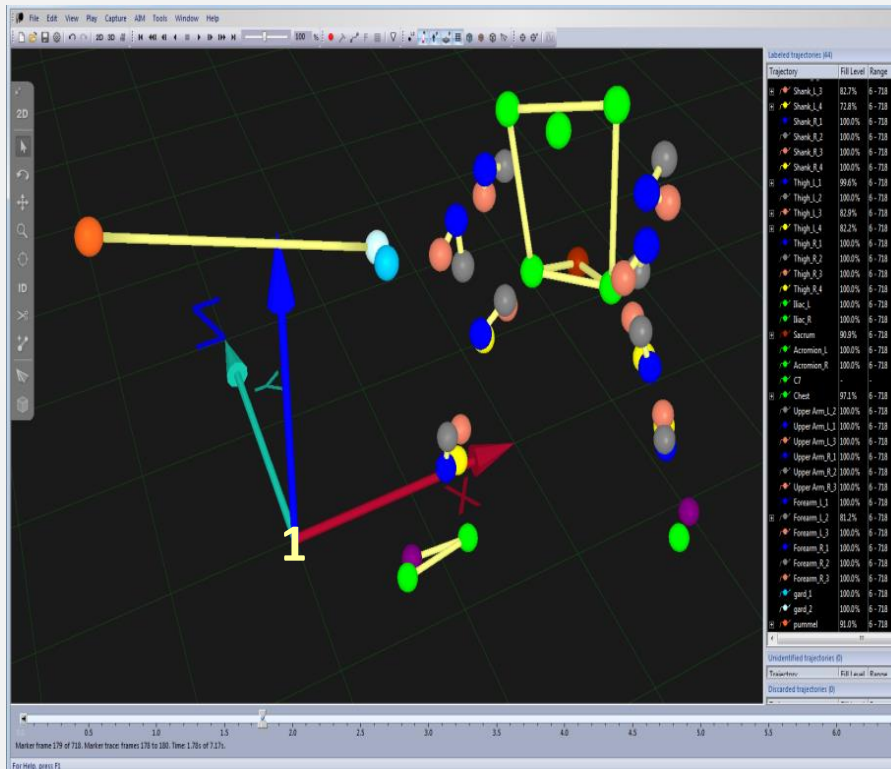 File Edit View Play Capture AIM Tools Window Help
2D 3D 100 %
Labeled trajectories (44)
Trajectory Fill Level Range
Shank_L_3 82.7% 6 - 718
Shank_L_4 72.8% 6 - 718
Shank_R_1 100.0% 6 - 718
Shank_R_2 100.0% 6 - 718
Shank_R_3 100.0% 6 - 718
Shank_R_4 100.0% 6 - 718
Thigh_L_1 99.6% 6 - 718
Thigh_L_2 100.0% 6 - 718
Thigh_L_3 82.9% 6 - 718
Thigh_L_4 82.2% 6 - 718
Thigh_R_1 100.0% 6 - 718
Thigh_R_2 100.0% 6 - 718
Thigh_R_3 100.0% 6 - 718
Thigh_R_4 100.0% 6 - 718
Iliac_L 100.0% 6 - 718
Iliac_R 100.0% 6 - 718
Sacrum 90.9% 6 - 718
Acromion_L 100.0% 6 - 718
Acromion_R 100.0% 6 - 718
C7 - -
Chest 97.1% 6 - 718
Upper Arm_L_2 100.0% 6 - 718
Upper Arm_L_1 100.0% 6 - 718
Upper Arm_L_3 100.0% 6 - 718
Upper Arm_R_1 100.0% 6 - 718
Upper Arm_R_2 100.0% 6 - 718
Upper Arm_R_3 100.0% 6 - 718
Forearm_L_1 100.0% 6 - 718
Forearm_L_2 81.2% 6 - 718
Forearm_L_3 100.0% 6 - 718
Forearm_R_1 100.0% 6 - 718
Forearm_R_2 100.0% 6 - 718
Forearm_R_3 100.0% 6 - 718
gard_1 100.0% 6 - 718
gard_2 100.0% 6 - 718
pummel 91.0% 6 - 718
Unidentified trajectories (0)
Trajectory Fill Level Range
Discarded trajectories (0)
2D
ID
Z
Y
X
1
0.5 1.0 1.5 2.0 2.5 3.0 3.5 4.0 4.5 5.0 5.5 6.0
Marker frame 179 of 718. Marker trace: frames 178 to 180. Time: 1.78s of 7.17s.
For Help, press F1